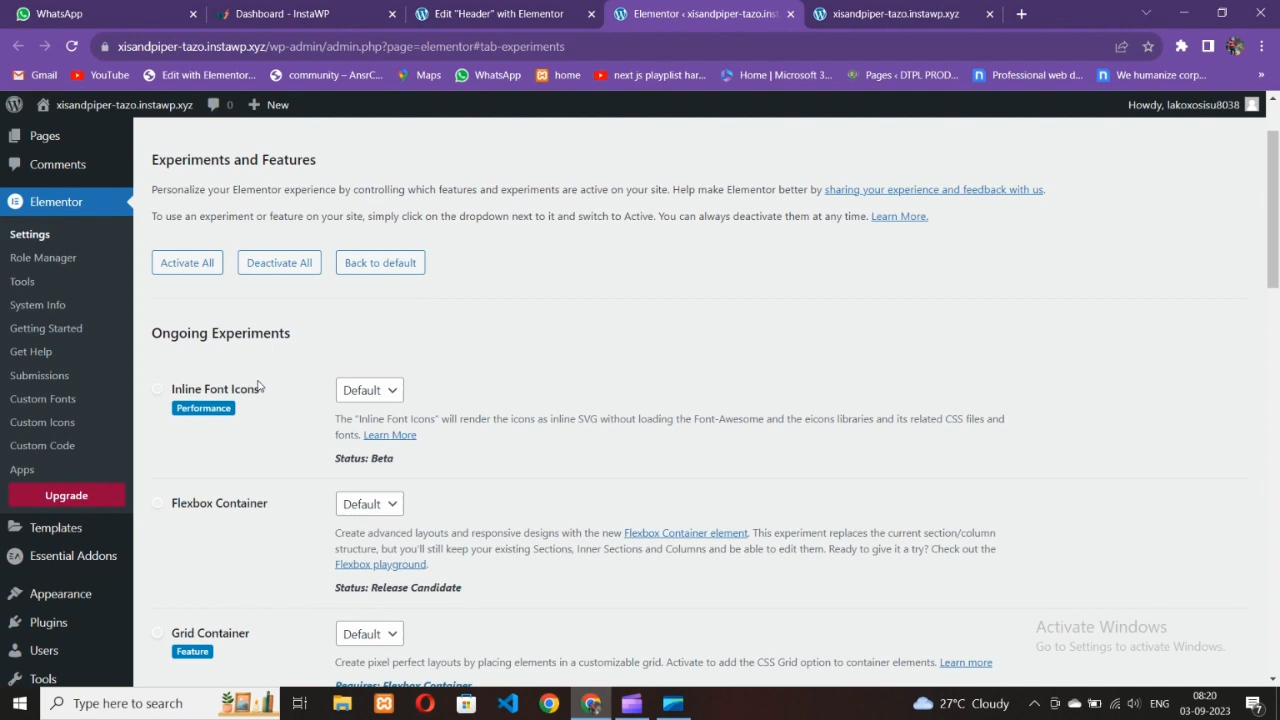 WhatsApp
Dashboard - InstaWP
Edit "Header" with Elementor
Elementor ‹ xisandpiper-tazo.inst
xisandpiper-tazo.instawp.xyz/
xisandpiper-tazo.instawp.xyz/wp-admin/admin.php?page=elementor#tab-experiments
Gmail
YouTube
Edit with Elementor...
community – AnsrC...
Maps
WhatsApp
home
next js playlist har...
Home | Microsoft 3...
Pages ‹ DTPL PROD...
Professional web d...
We humanize corp...
»
xisandpiper-tazo.instawp.xyz
0
New
Howdy, lakoxosisu8038
Pages
Comments
Elementor
Settings
Role Manager
Tools
System Info
Getting Started
Get Help
Submissions
Custom Fonts
Custom Icons
Custom Code
Apps
Upgrade
Templates
Essential Addons
Appearance
Plugins
Users
Tools
Experiments and Features
Personalize your Elementor experience by controlling which features and experiments are active on your site. Help make Elementor better by sharing your experience and feedback with us.
To use an experiment or feature on your site, simply click on the dropdown next to it and switch to Active. You can always deactivate them at any time. Learn More.
Activate All
Deactivate All
Back to default
Ongoing Experiments
Inline Font Icons
Performance
Default
The "Inline Font Icons" will render the icons as inline SVG without loading the Font-Awesome and the eicons libraries and its related CSS files and
fonts. Learn More
Status: Beta
Flexbox Container
Default
Create advanced layouts and responsive designs with the new Flexbox Container element. This experiment replaces the current section/column
structure, but you'll still keep your existing Sections, Inner Sections and Columns and be able to edit them. Ready to give it a try? Check out the
Flexbox playground.
Status: Release Candidate
Grid Container
Feature
Default
Create pixel perfect layouts by placing elements in a customizable grid. Activate to add the CSS Grid option to container elements. Learn more
Requires: Flexbox Container
Activate Windows
Go to Settings to activate Windows.
Type here to search
27°C Cloudy
ENG
08:20
03-09-2023
7